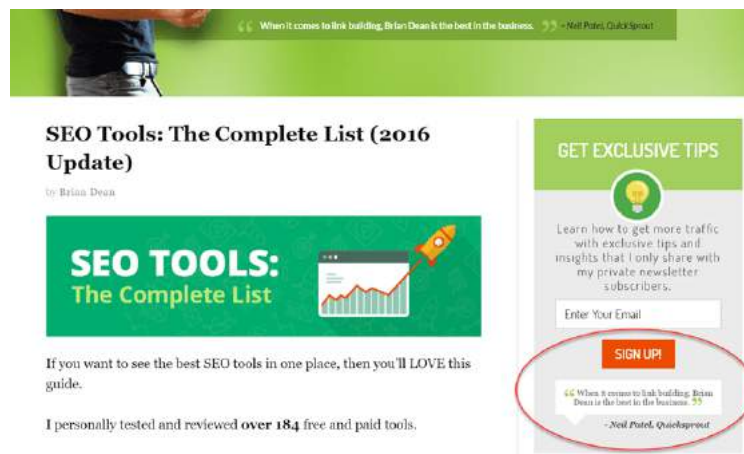 When it comes to link building, Brian Dean is the best in the business. – Neil Patel, QuickSprout
SEO Tools: The Complete List (2016
Update)
by Brian Dean
SEO TOOLS:
The Complete List
If you want to see the best SEO tools in one place, then you'll LOVE this
guide.
I personally tested and reviewed over 184 free and paid tools.
GET EXCLUSIVE TIPS
Learn how to get more traffic
with exclusive tips and
insights that I only share with
my private newsletter
subscribers.
Enter Your Email
SIGN UP!
When it comes to link building, Brian
Dean is the best in the business.
- Neil Patel, Quicksprout